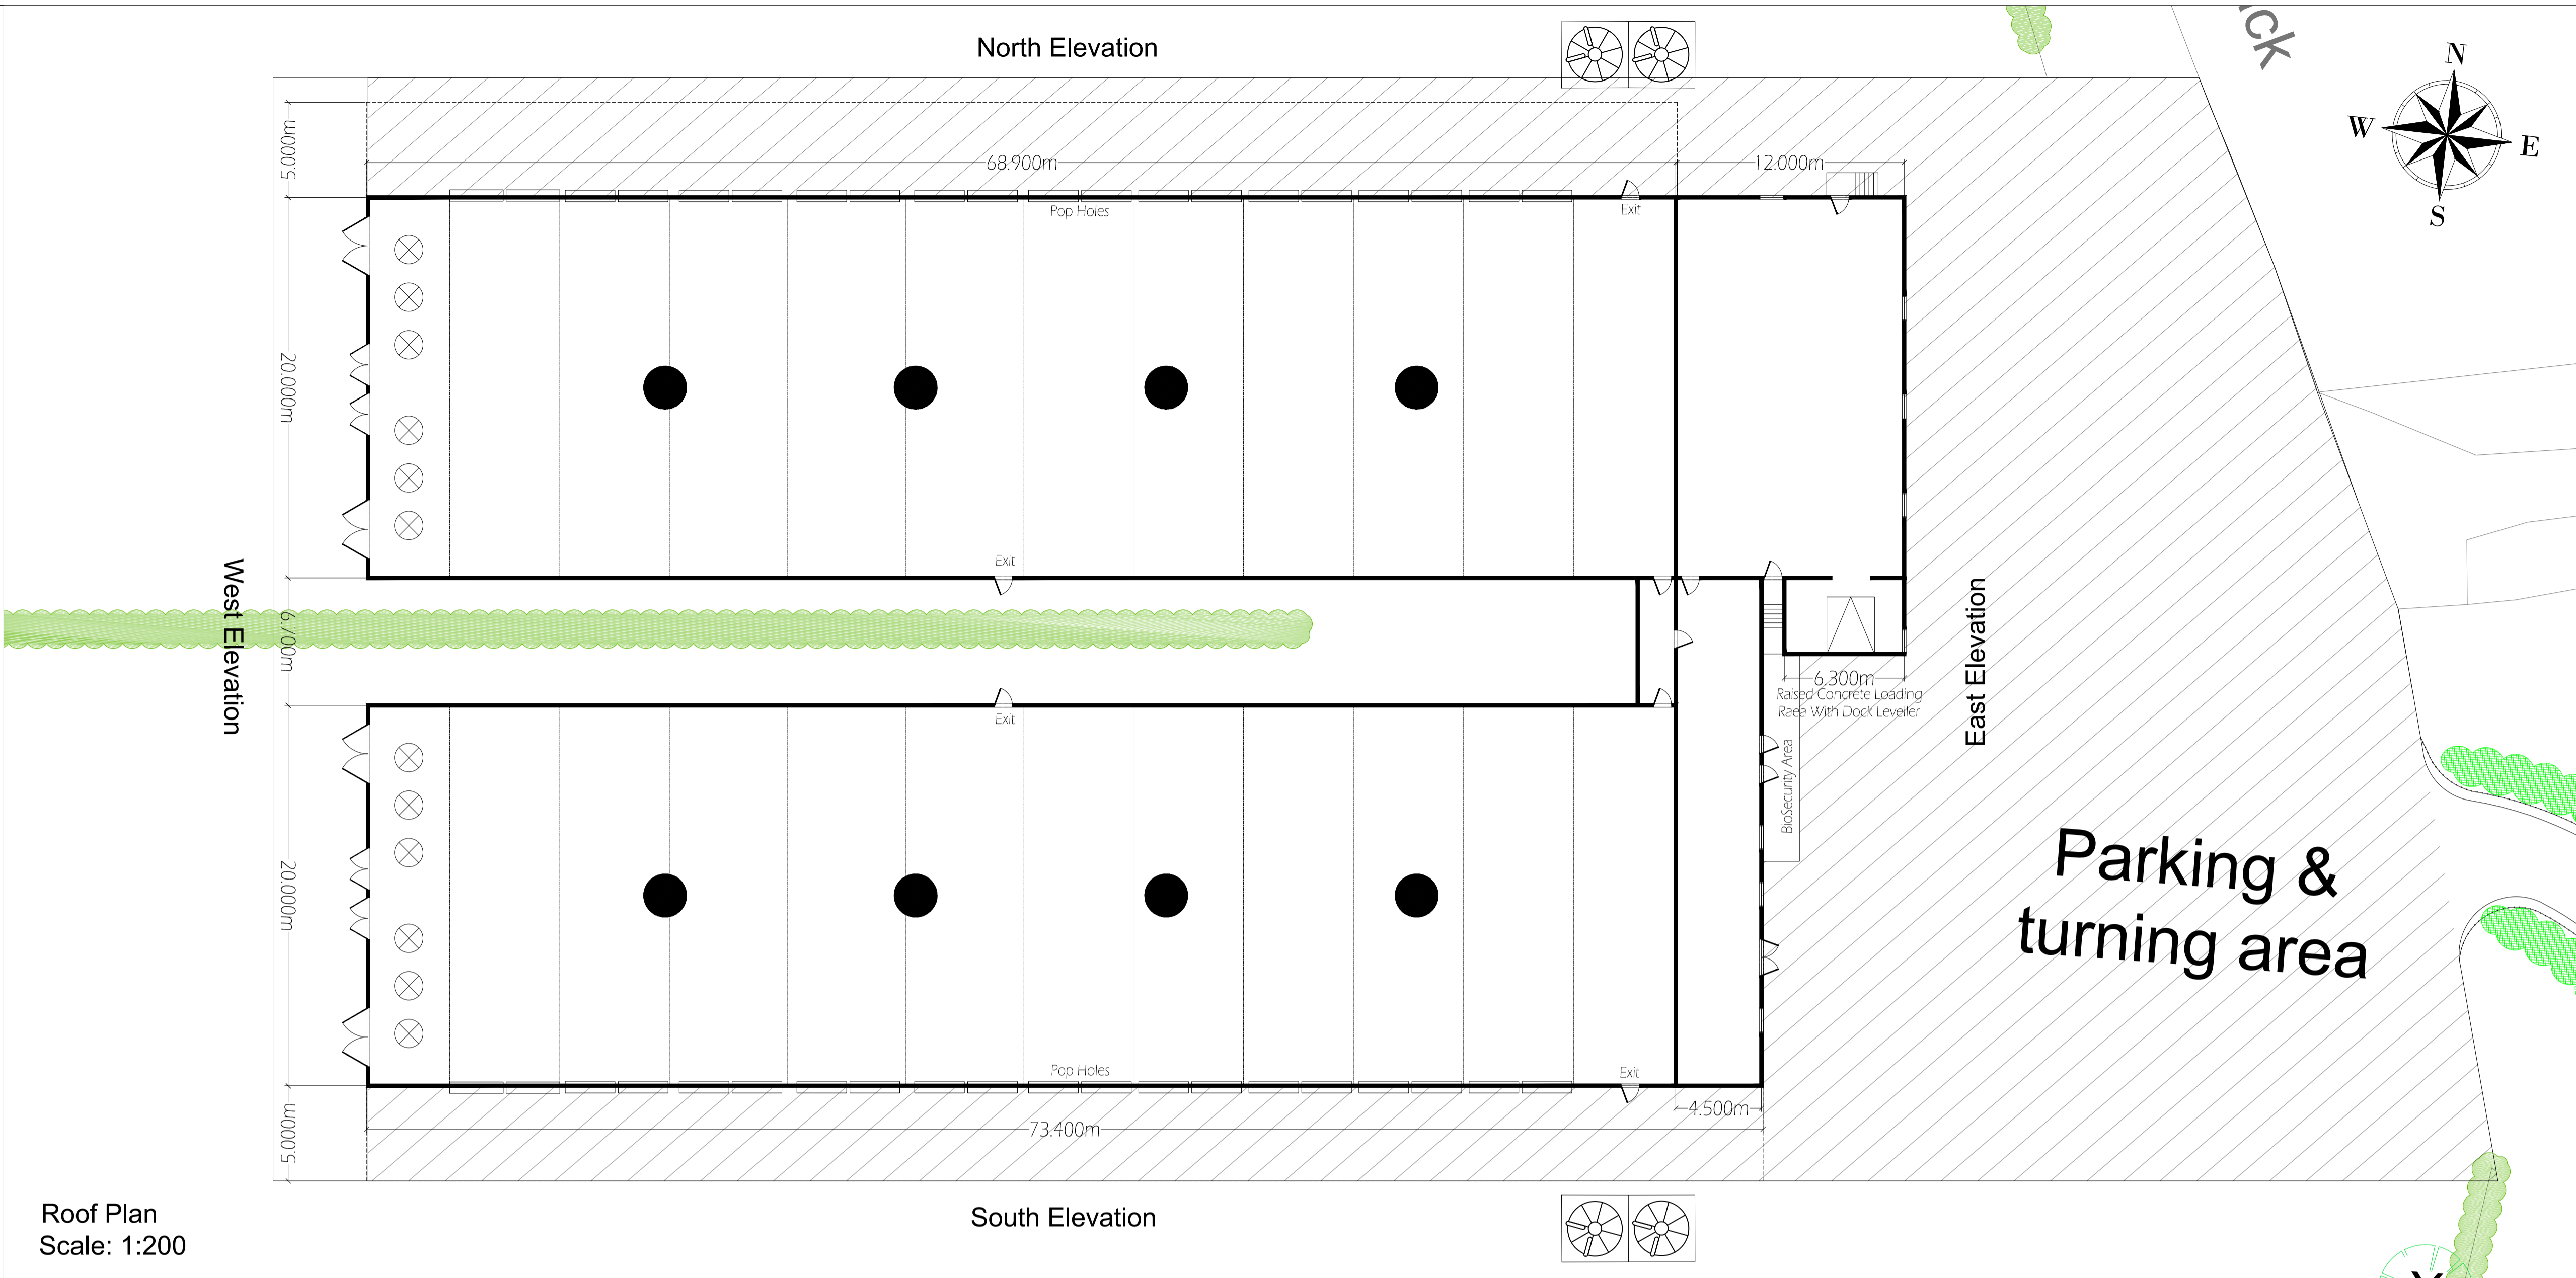 North Elevation
ck
N
W
E
S
5.000m
68.900m
12.000m
Pop Holes
Exit
20.000m
Exit
West Elevation
6.700m
East Elevation
6.300m
Raised Concrete Loading
Raea With Dock Leveller
Exit
BioSecurity Area
Parking &
turning area
20.000m
Pop Holes
Exit
4.500m
73.400m
5.000m
Roof Plan
Scale: 1:200
South Elevation